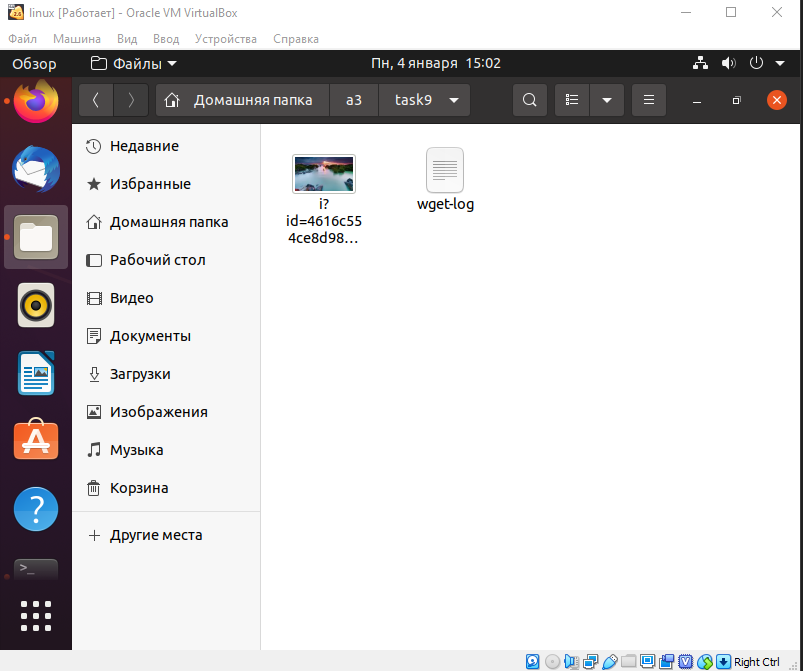 linux [Работает] - Oracle VM VirtualBox
Файл Машина Вид Ввод Устройства Справка
Обзор Файлы Пн, 4 января 15:02
Домашняя папка a3 task9
Недавние
Избранные
Домашняя папка
Рабочий стол
Видео
Документы
Загрузки
Изображения
Музыка
Корзина
Другие места
i?
id=4616c55
4ce8d98...
wget-log
>_
Right Ctrl